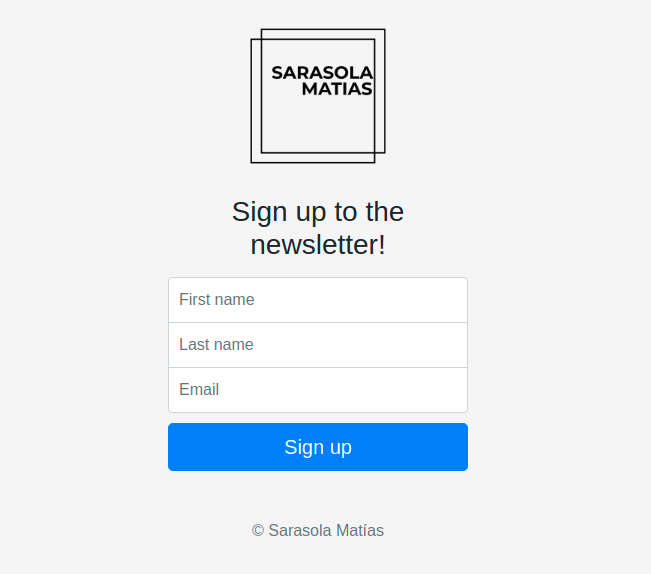 SARASOLA
MATIAS
Sign up to the
newsletter!
First name
Last name
Email
Sign up
© Sarasola Matías